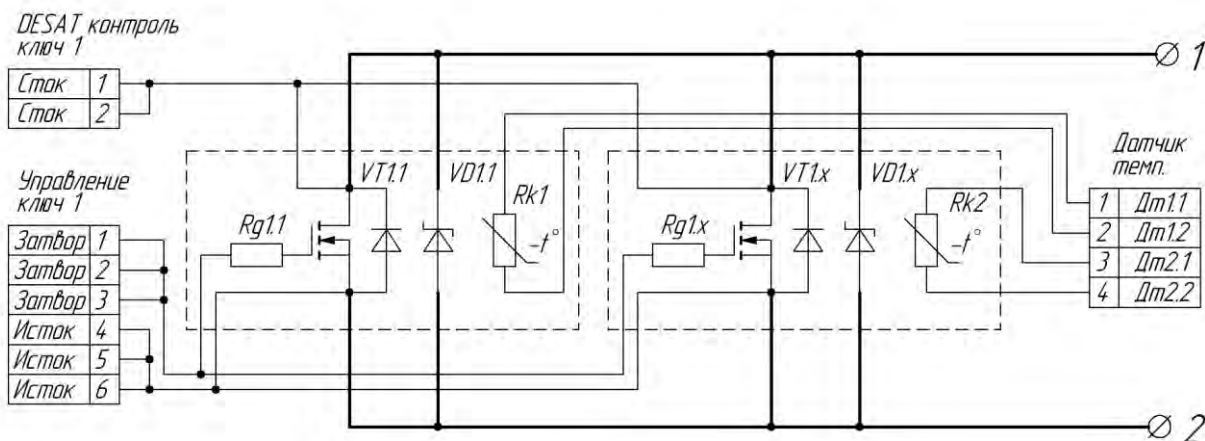 DESAT контроль
ключ 1
Сток 1
Сток 2
Управление
ключ 1
Затвор 1
Затвор 2
Затвор 3
Исток 4
Исток 5
Исток 6
VT1.1
VD1.1
Rk1
Rg1.1
-t°
VT1.x
VD1.x
Rk2
Rg1.x
-t°
Датчик
темп.
1 Дт1.1
2 Дт1.2
3 Дт2.1
4 Дт2.2
1
2